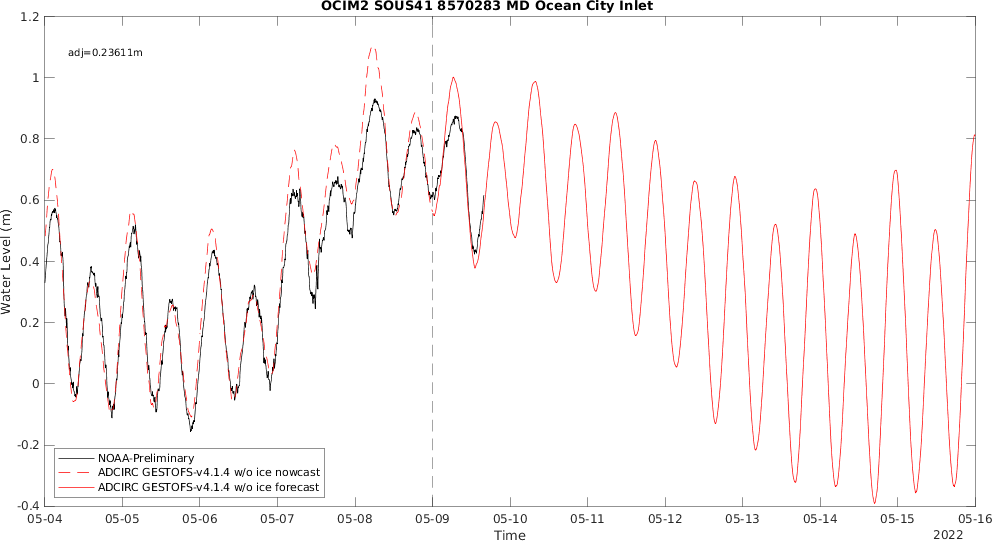 OCIM2 SOUS41 8570283 MD Ocean City Inlet
adj=0.23611m
Water Level (m)
1.2
1
0.8
0.6
0.4
0.2
0
-0.2
-0.4
NOAA-Preliminary
ADCIRC GESTOFS-v4.1.4 w/o ice nowcast
ADCIRC GESTOFS-v4.1.4 w/o ice forecast
05-04 05-05 05-06 05-07 05-08 05-09 05-10 05-11 05-12 05-13 05-14 05-15 05-16
Time
2022